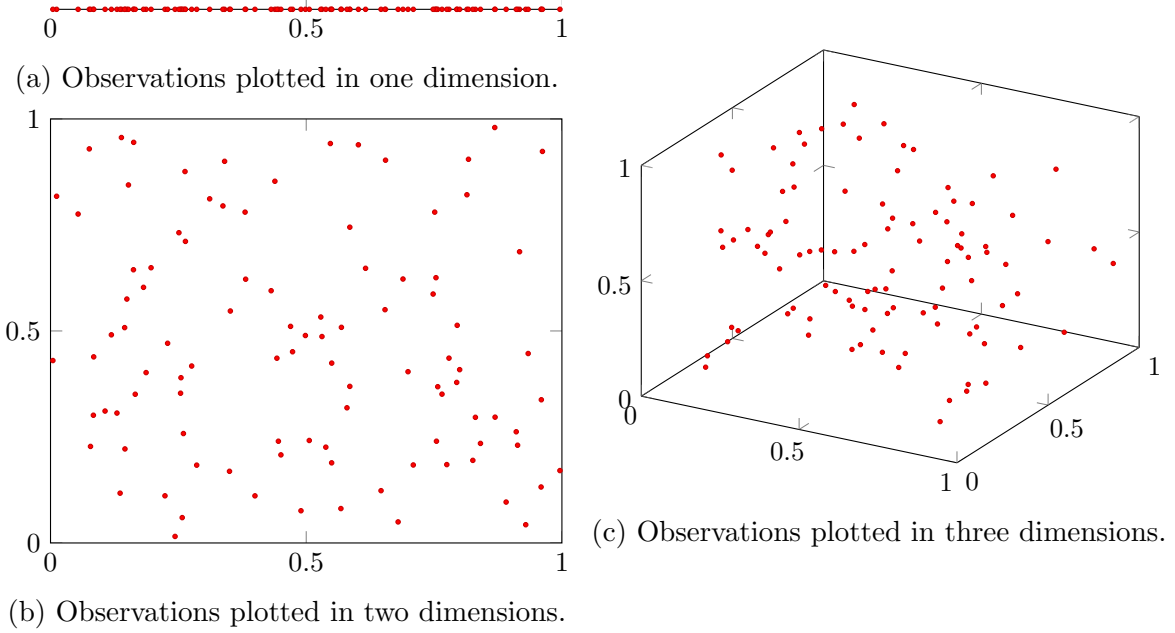 0 0.5 1
(a) Observations plotted in one dimension.
1
0.5
0
0 0.5 1
(b) Observations plotted in two dimensions.
1
0.5
0
0
0.5
1
0
0.5
1
(c) Observations plotted in three dimensions.